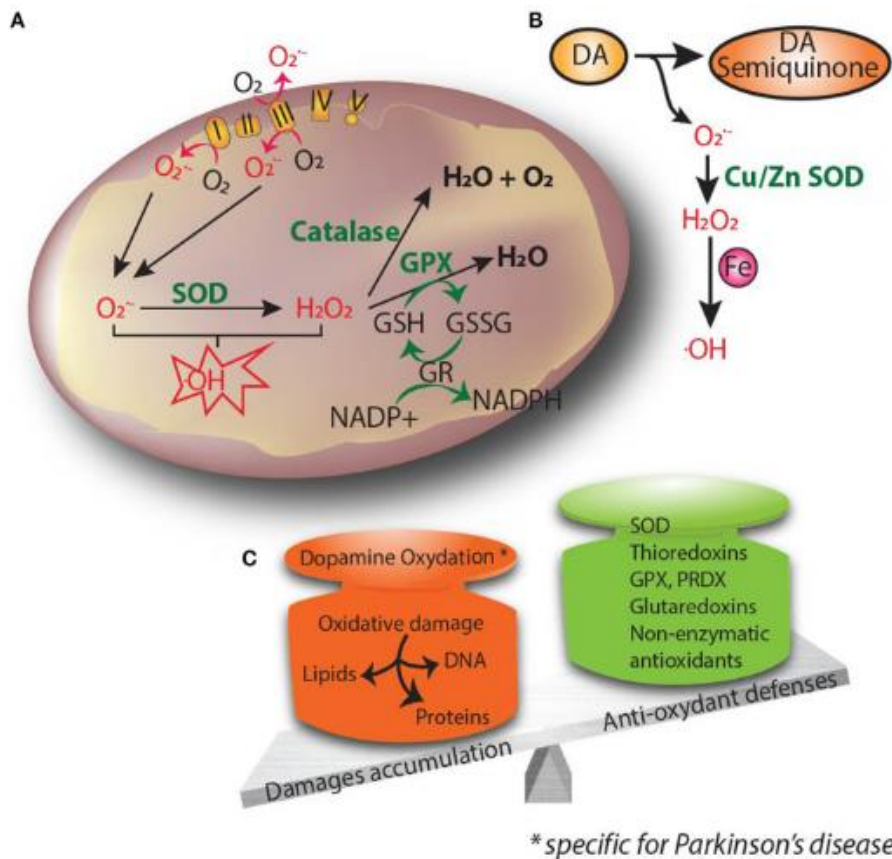 A
O₂·-
O₂
I II III IV V
O₂·-
O₂
O₂·-
O₂
H₂O + O₂
Catalase
GPX
H₂O
O₂·-
SOD
H₂O₂
GSH
GSSG
·OH
GR
NADP+
NADPH
B
DA
DA
Semiquinone
O₂·-
Cu/Zn SOD
H₂O₂
Fe
·OH
C
Dopamine Oxydation *
Oxidative damage
Lipids
DNA
Proteins
Damages accumulation
SOD
Thioredoxins
GPX, PRDX
Glutaredoxins
Non-enzymatic
antioxidants
Anti-oxydant defenses
* specific for Parkinson's disease